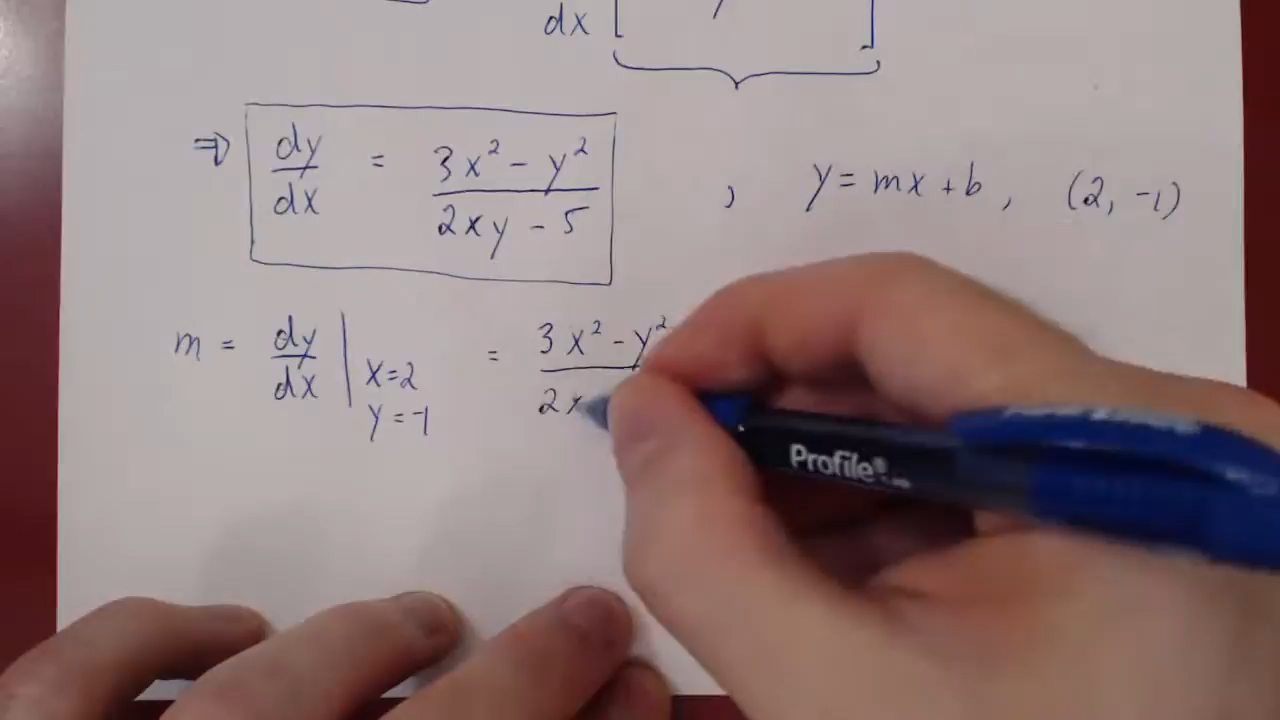 dx [ ]
⇒ dy/dx = (3x² - y²)/(2xy - 5) , y = mx + b , (2, -1)
m = dy/dx | x=2 y=-1 = (3x² - y²)/(2x
Profile®